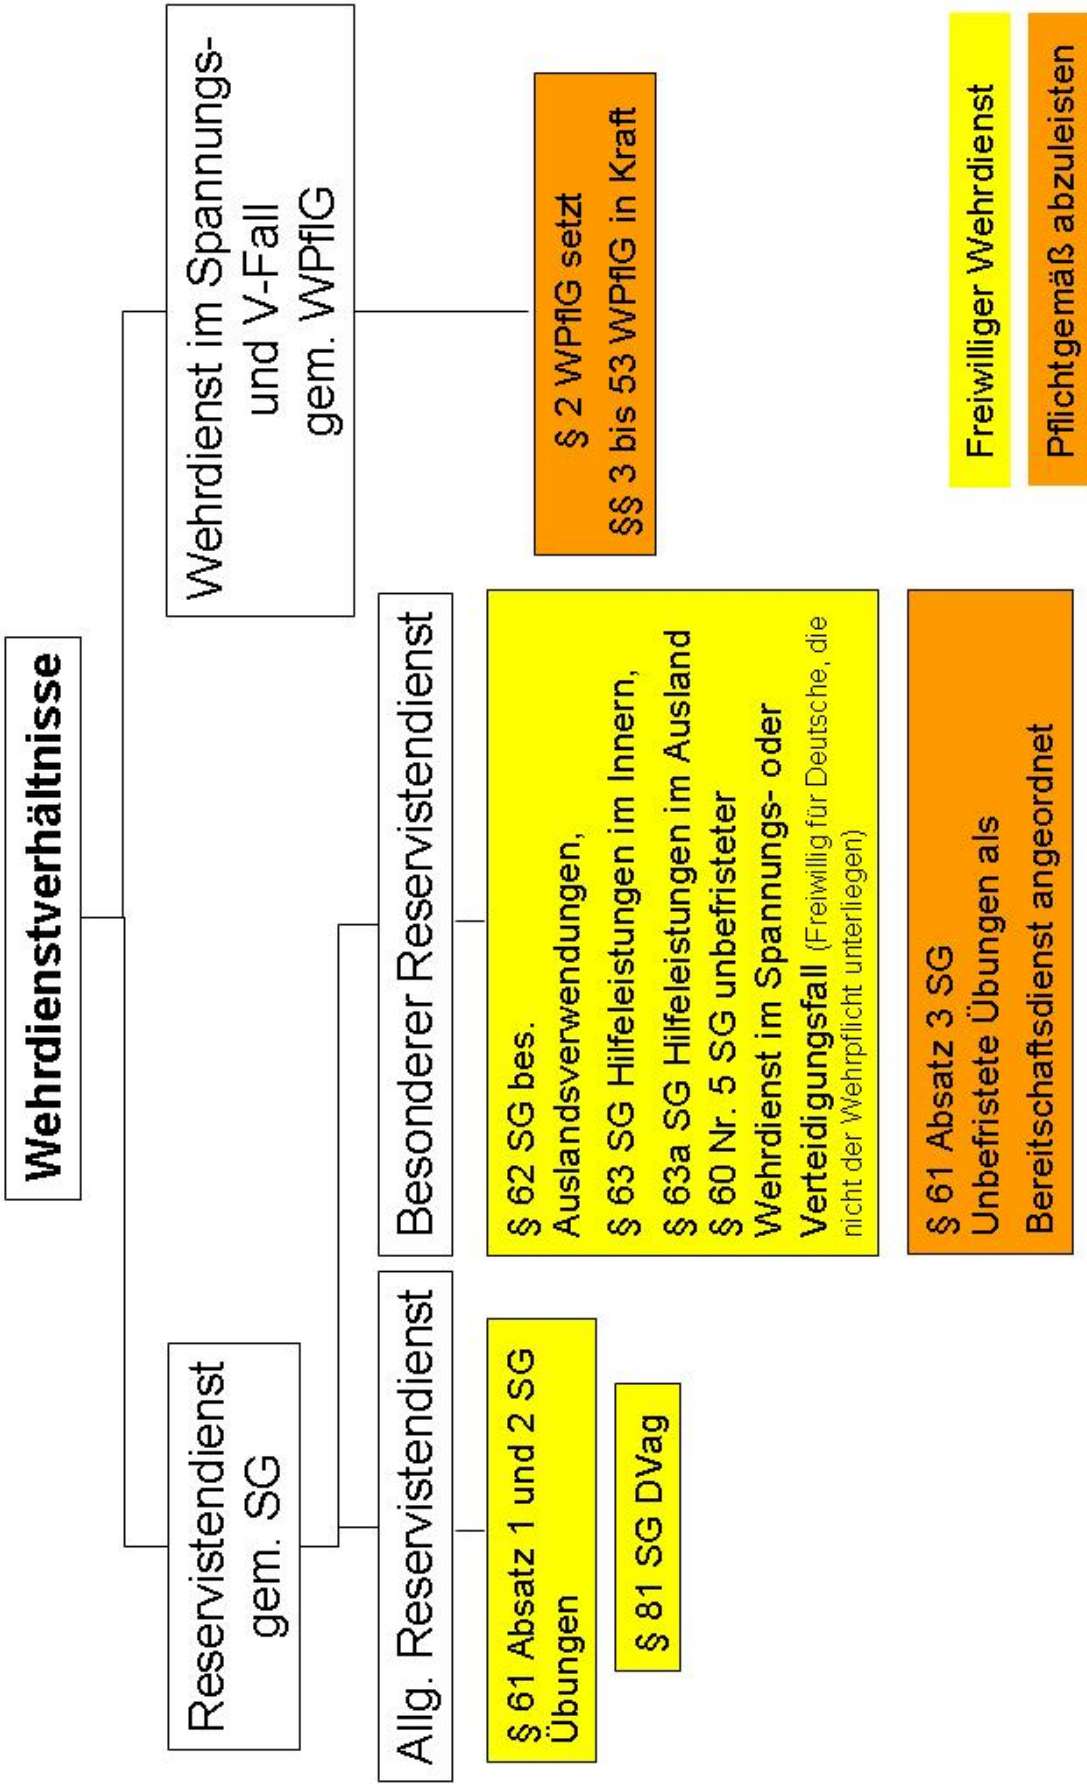 Wehrdienstverhältnisse
Reservistendienst
gem. SG
Wehrdienst im Spannungs-
und V-Fall
gem. WPflG
Allg. Reservistendienst
Besonderer Reservistendienst
§ 61 Absatz 1 und 2 SG
Übungen
§ 81 SG DVag
§ 62 SG bes.
Auslandsverwendungen,
§ 63 SG Hilfeleistungen im Innern,
§ 63a SG Hilfeleistungen im Ausland
§ 60 Nr. 5 SG unbefristeter
Wehrdienst im Spannungs- oder
Verteidigungsfall (Freiwillig für Deutsche, die
nicht der Wehrpflicht unterliegen)
§ 61 Absatz 3 SG
Unbefristete Übungen als
Bereitschaftsdienst angeordnet
§ 2 WPflG setzt
§§ 3 bis 53 WPflG in Kraft
Freiwilliger Wehrdienst
Pflichtgemäß abzuleisten